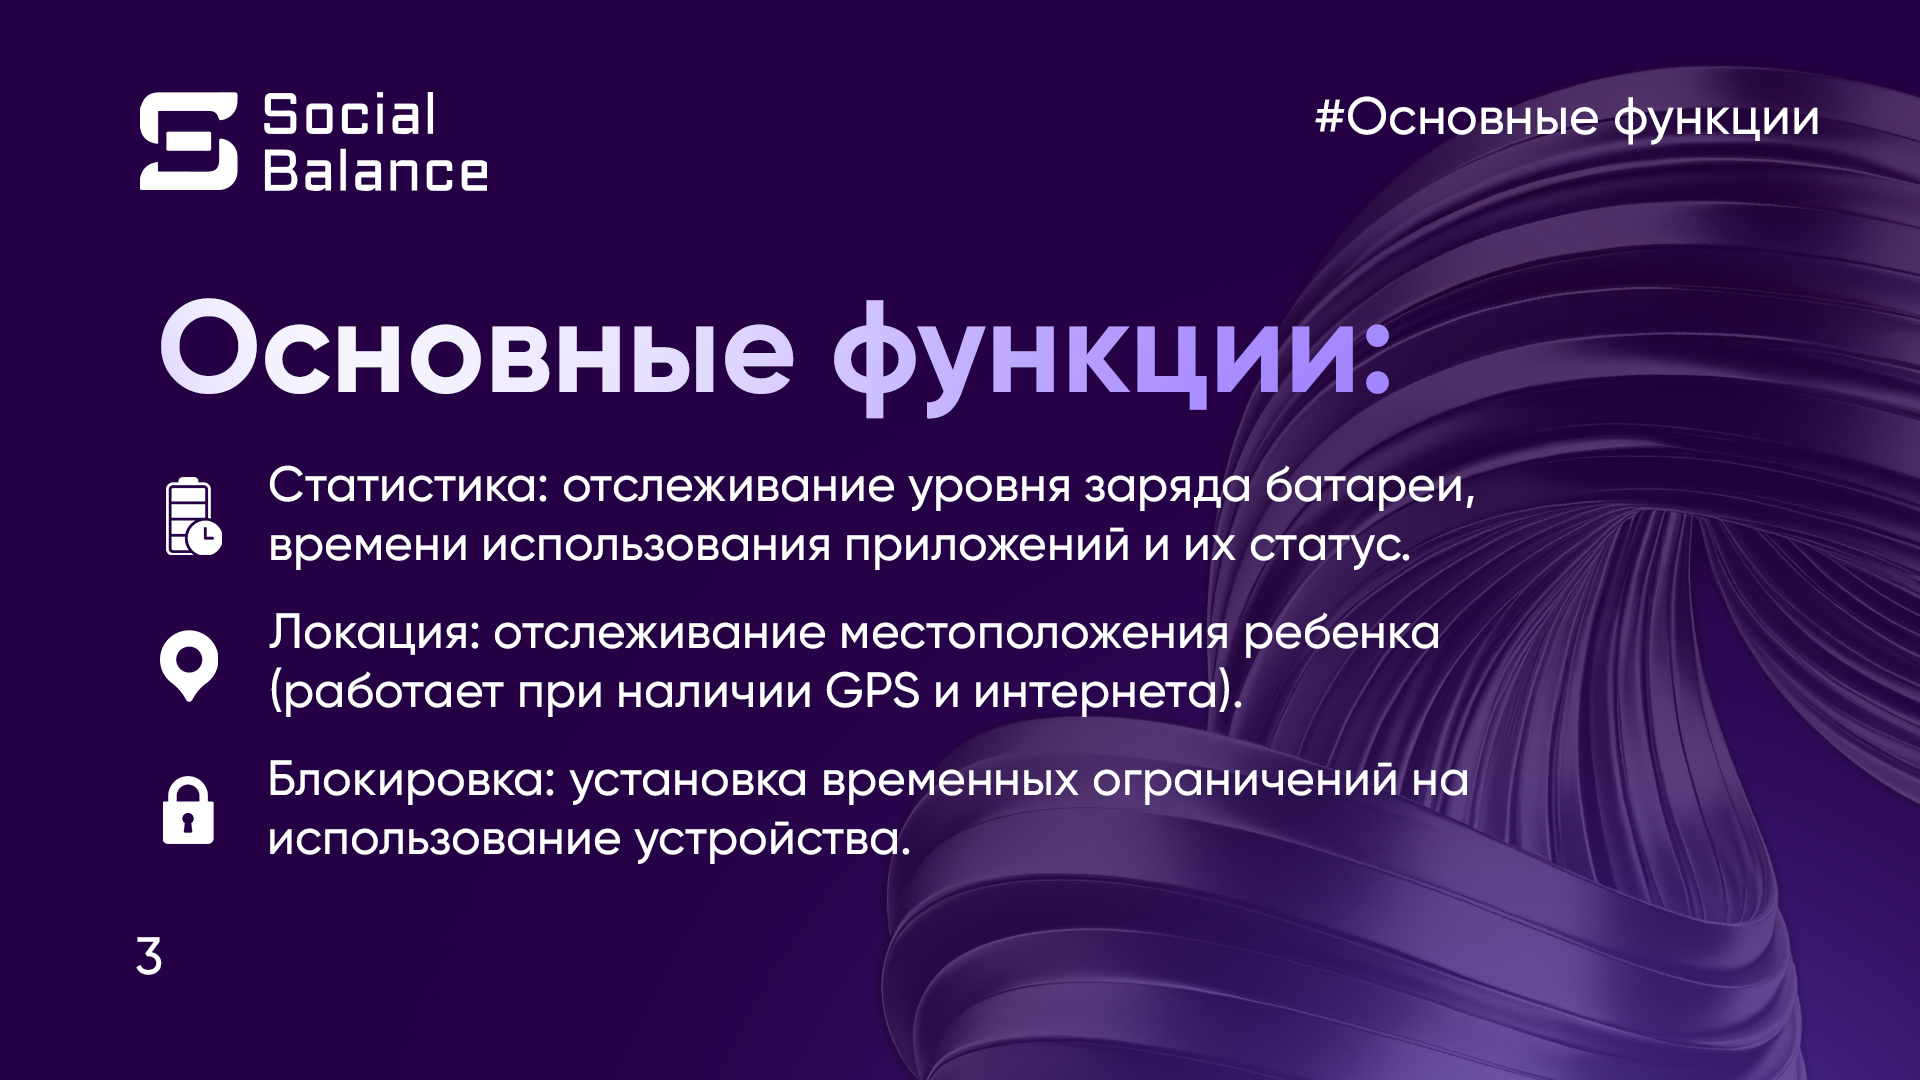 Social
Balance
#Основные функции
Основные функции:
Статистика: отслеживание уровня заряда батареи,
времени использования приложений и их статус.
Локация: отслеживание местоположения ребенка
(работает при наличии GPS и интернета).
Блокировка: установка временных ограничений на
использование устройства.
3